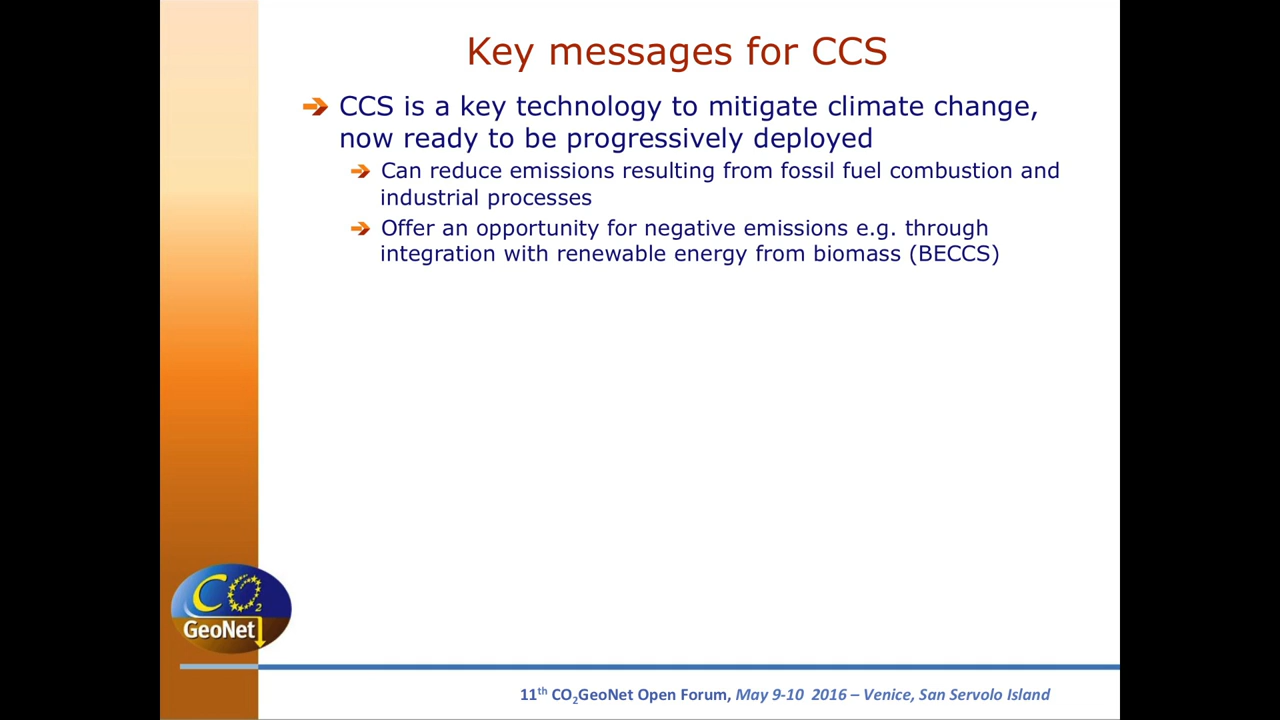 Key messages for CCS
CCS is a key technology to mitigate climate change,
now ready to be progressively deployed
Can reduce emissions resulting from fossil fuel combustion and
industrial processes
Offer an opportunity for negative emissions e.g. through
integration with renewable energy from biomass (BECCS)
CO2
GeoNet
11th CO2GeoNet Open Forum, May 9-10 2016 – Venice, San Servolo Island